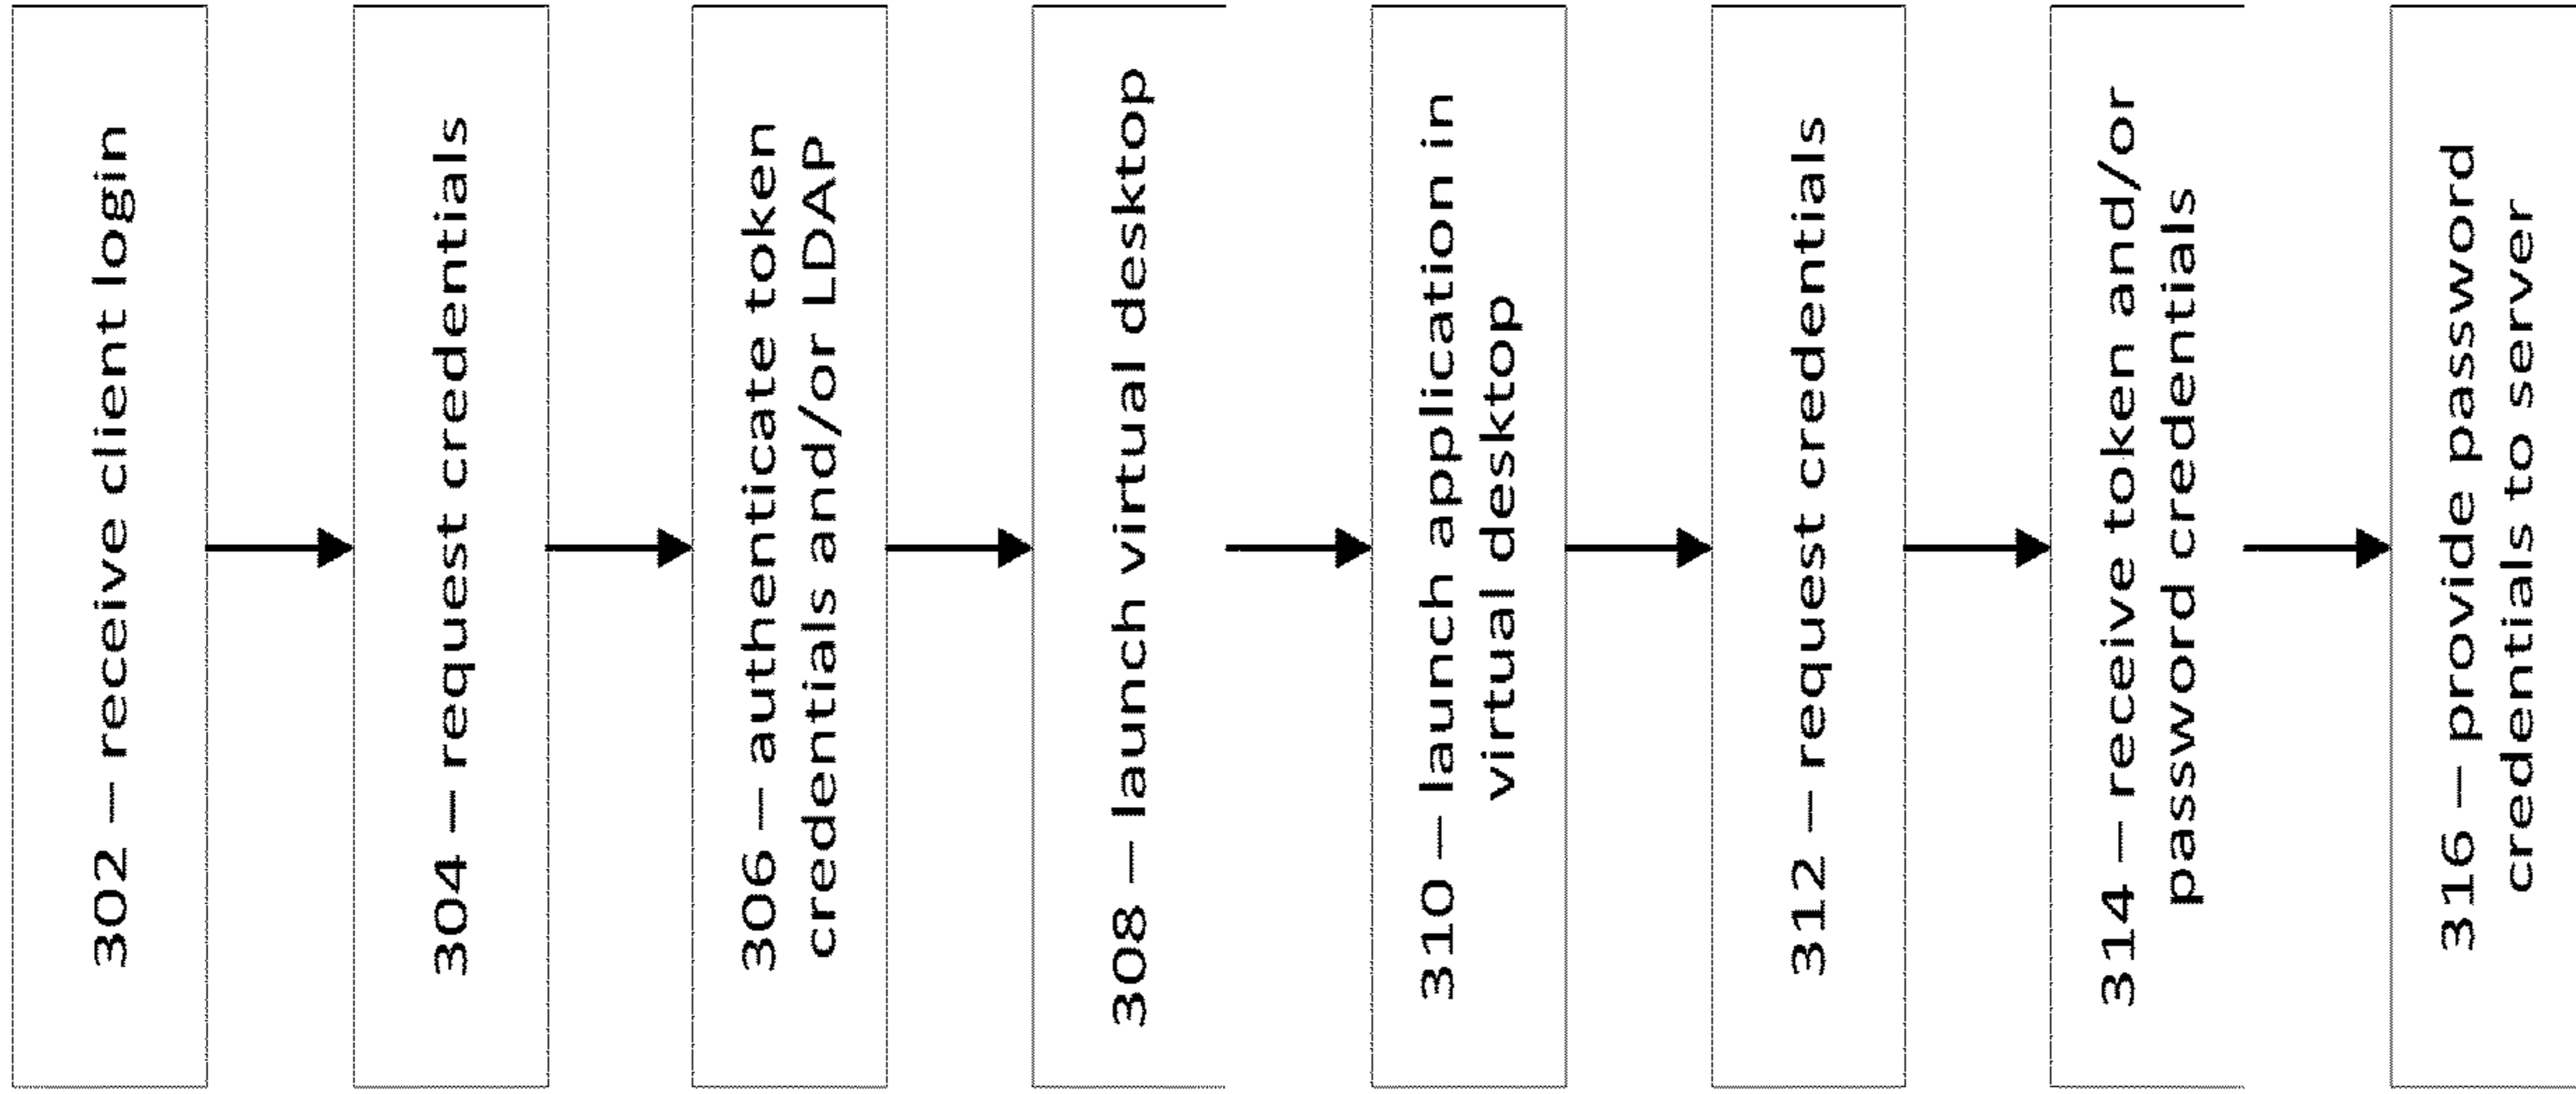 302 – receive client login
304 – request credentials
306 – authenticate token
credentials and/or LDAP
308 – launch virtual desktop
310 – launch application in
virtual desktop
312 – request credentials
314 – receive token and/or
password credentials
316 – provide password
credentials to server